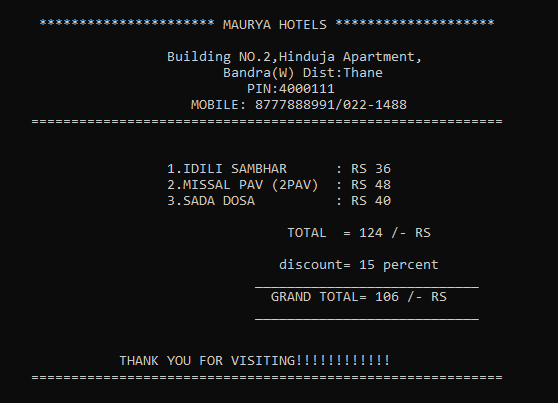 ********************** MAURYA HOTELS ********************
Building NO.2,Hinduja Apartment,
Bandra(W) Dist:Thane
PIN:4000111
MOBILE: 8777888991/022-1488
===========================================================
1.IDILI SAMBHAR : RS 36
2.MISSAL PAV (2PAV) : RS 48
3.SADA DOSA : RS 40
TOTAL = 124 /- RS
discount= 15 percent
____________________________
GRAND TOTAL= 106 /- RS
____________________________
THANK YOU FOR VISITING!!!!!!!!!!!!
===========================================================